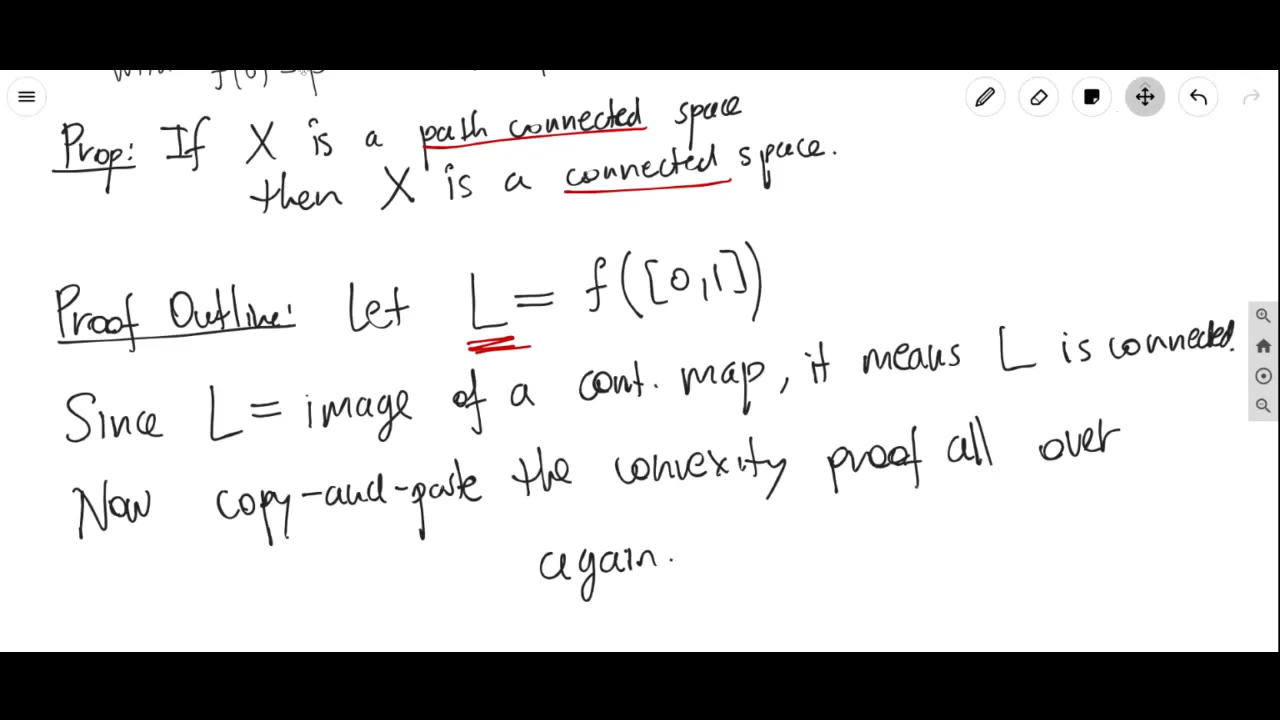 f(0) = p
Prop: If X is a path connected space
then X is a connected space.
Proof Outline: Let L = f([0,1])
Since L = image of a cont. map, it means L is connected.
Now copy-and-paste the convexity proof all over
again.